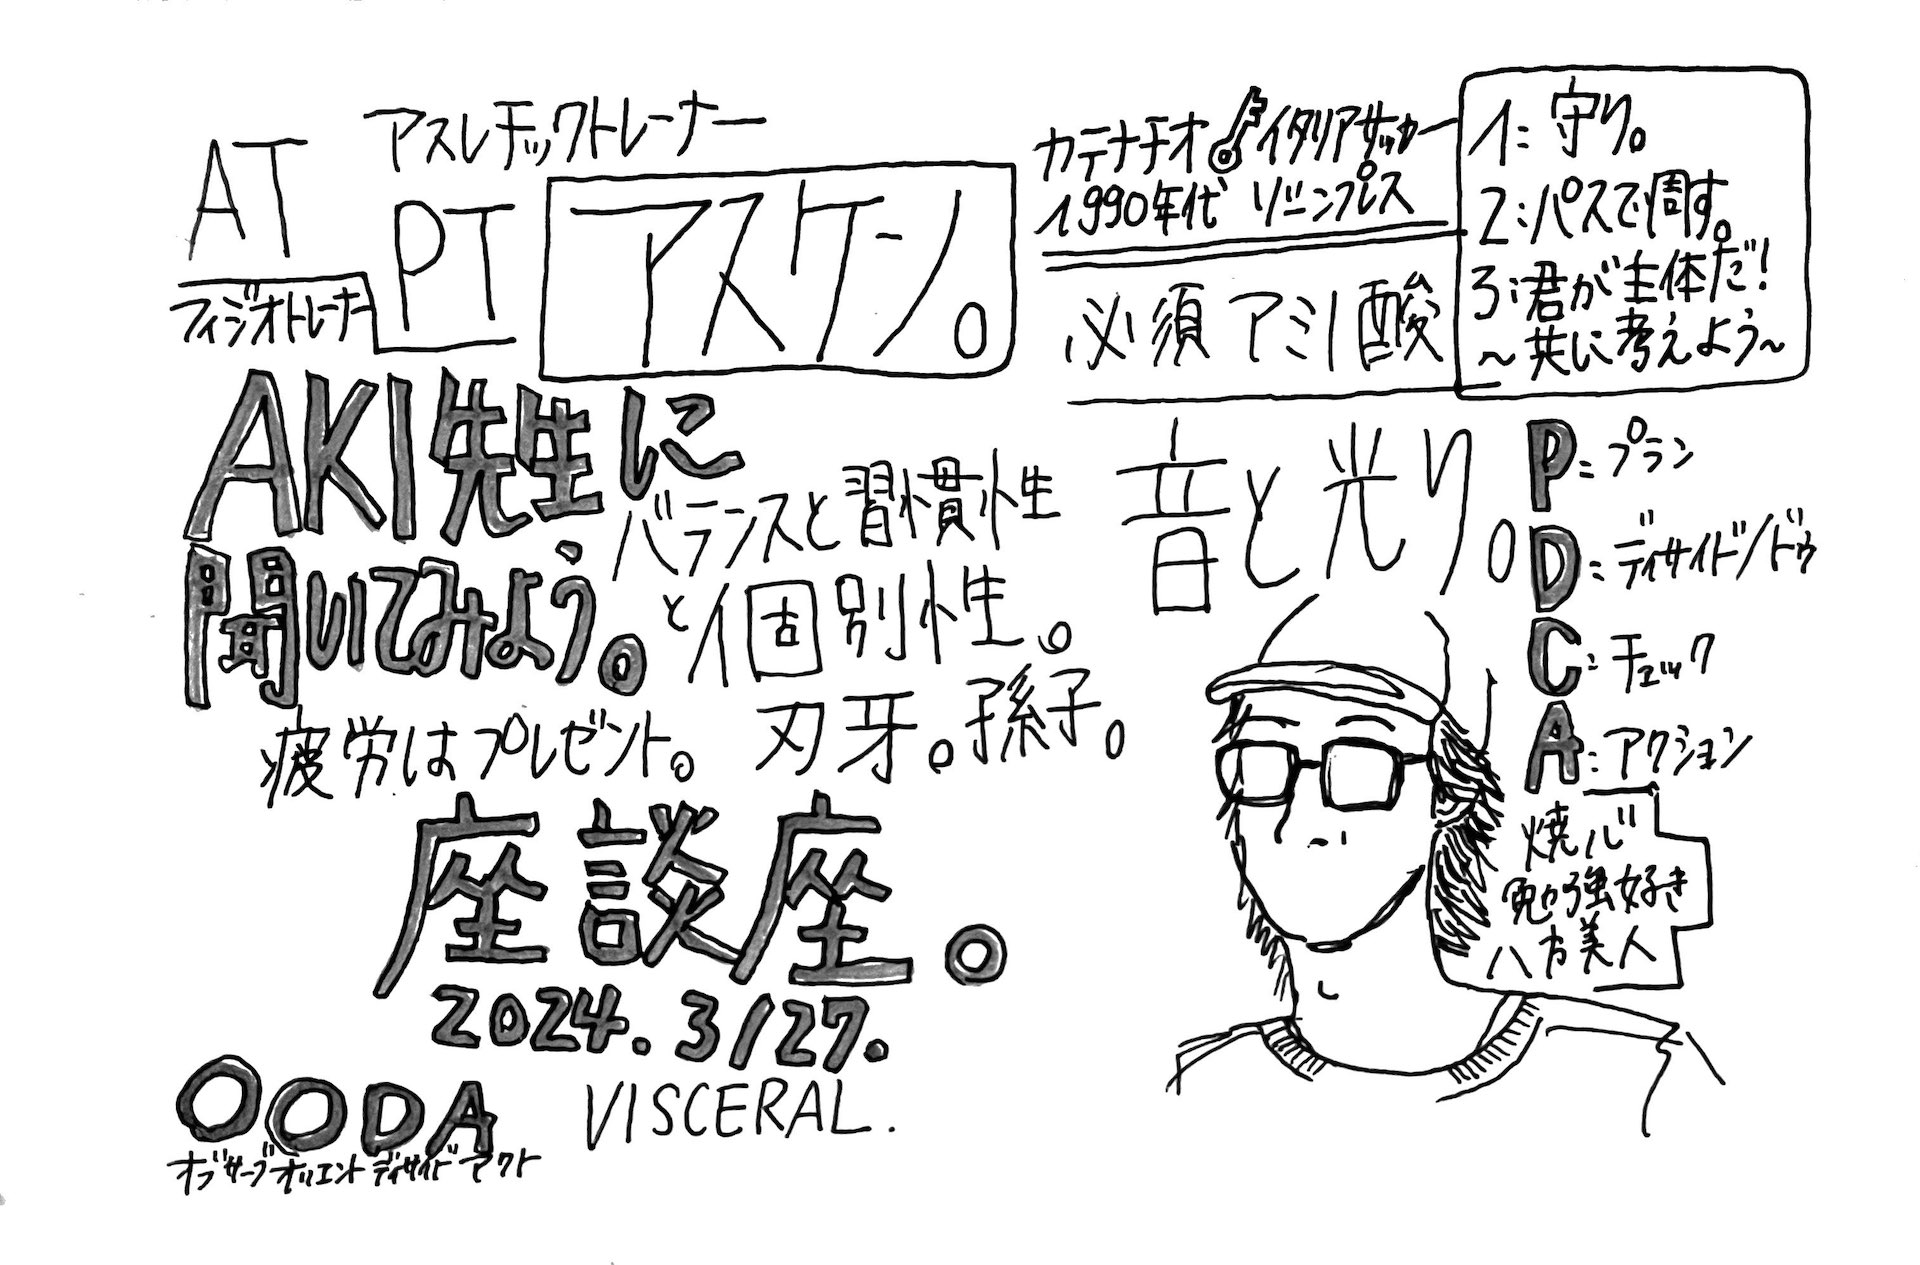 AT
アスレチックトレーナー
PT
フィジオトレーナー
アスケン。
カテナチオ イタリアサッカー
1990年代 ゾーンプレス
1:守り。
2:パスで周す。
3:君が主体だ!
~共に考えよう~
必須アミノ酸
AKI先生に
聞いてみよう。
バランスと習慣性
と個別性。
音と光り。
P:プラン
D:ディサイド/ドゥ
C:チェック
A:アクション
疲労はプレゼント。
刃牙。孫子。
焼ルバ
勉強好き
八方美人
座談座。
2024.3/27.
OODA
オブザーブ オリエント ディサイド アクト
VISCERAL.